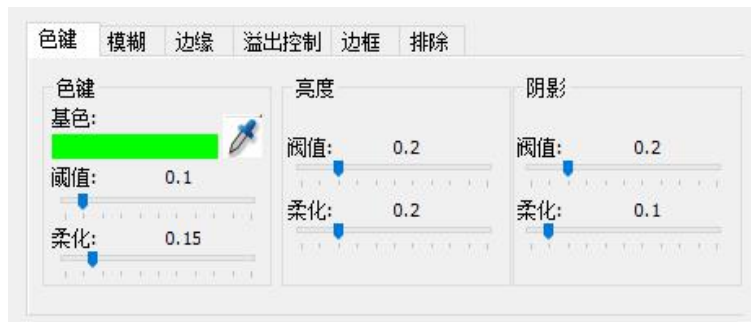 色键 模糊 边缘 溢出控制 边框 排除
色键
基色:
阈值: 0.1
柔化: 0.15
亮度
阀值: 0.2
柔化: 0.2
阴影
阀值: 0.2
柔化: 0.1